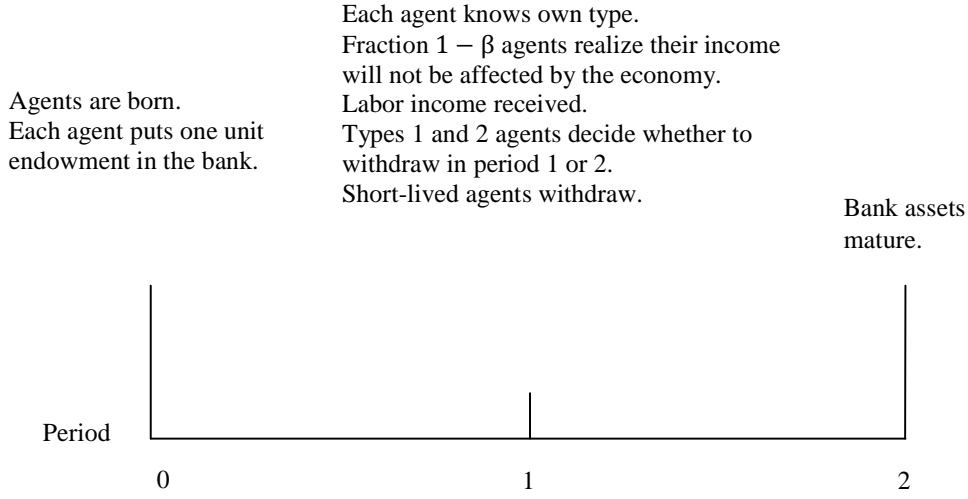 Agents are born.
Each agent puts one unit
endowment in the bank.
Each agent knows own type.
Fraction 1 − β agents realize their income
will not be affected by the economy.
Labor income received.
Types 1 and 2 agents decide whether to
withdraw in period 1 or 2.
Short-lived agents withdraw.
Bank assets
mature.
Period
0
1
2